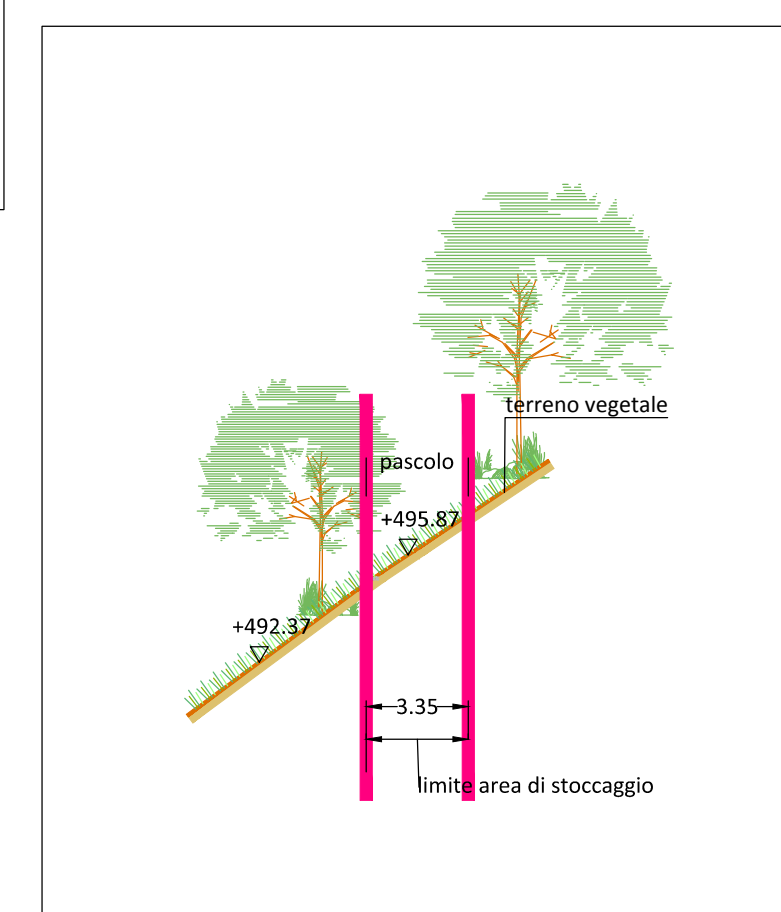 terreno vegetale
pascolo
+495.87
+492.37
3.35
limite area di stoccaggio